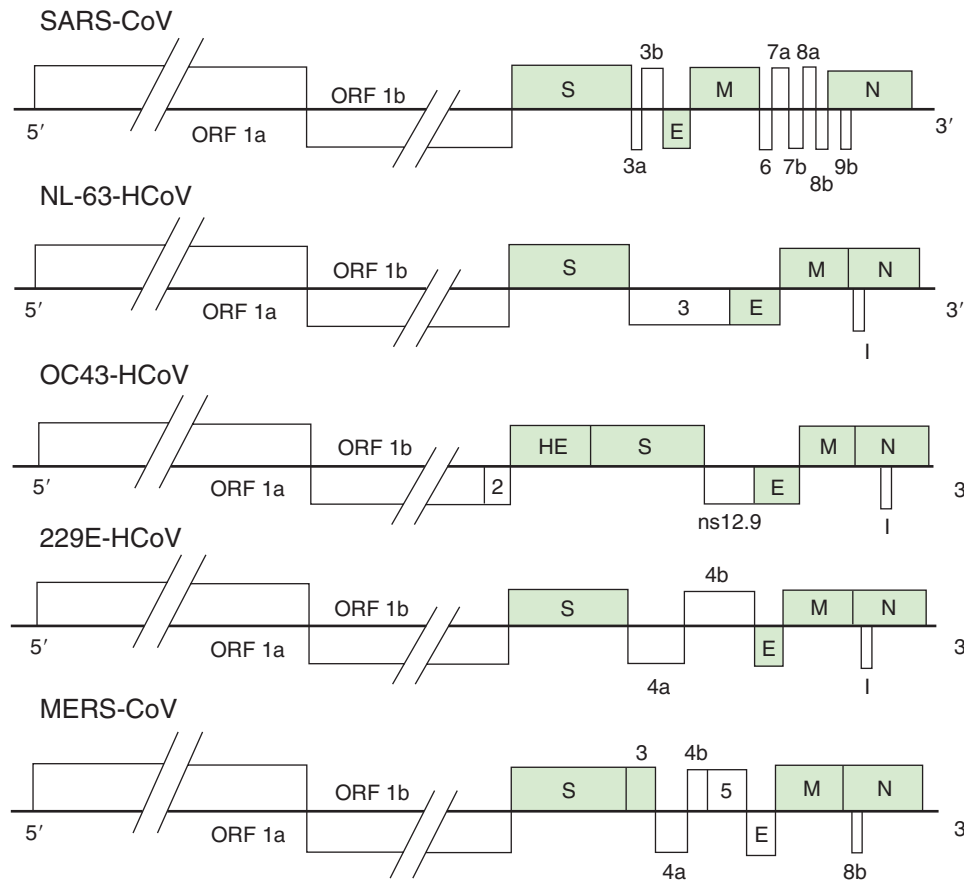 SARS-CoV
3b 7a 8a
ORF 1b S M N
5′ ORF 1a E 3′
3a 6 7b 9b
8b
NL-63-HCoV
ORF 1b S M N
5′ ORF 1a 3 E 3′
I
OC43-HCoV
ORF 1b HE S M N
5′ ORF 1a 2 E 3
ns12.9 I
229E-HCoV
4b
ORF 1b S M N
5′ ORF 1a E 3
4a I
MERS-CoV
3 4b
ORF 1b S 5 M N
5′ ORF 1a E 3
4a 8b